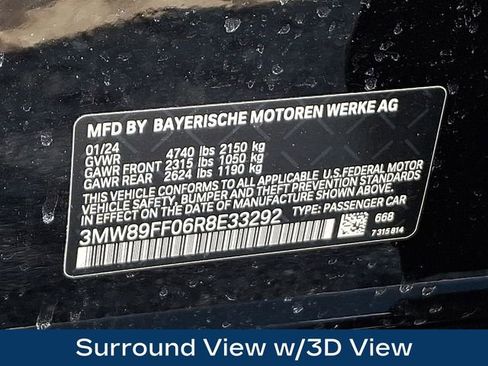 MFD BY BAYERISCHE MOTOREN WERKE AG
01/24
GVWR 4740 lbs 2150 kg
GAWR FRONT 2315 lbs 1050 kg
GAWR REAR 2624 lbs 1190 kg
THIS VEHICLE CONFORMS TO ALL APPLICABLE U.S.FEDERAL MOTOR
VEHICLE SAFETY, BUMPER AND THEFT PREVENTION STANDARDS
IN EFFECT ON THE DATE OF MANUFACTURE SHOWN ABOVE.
3MW89FF06R8E33292 TYPE: PASSENGER CAR
668
7 315 814
Surround View w/3D View